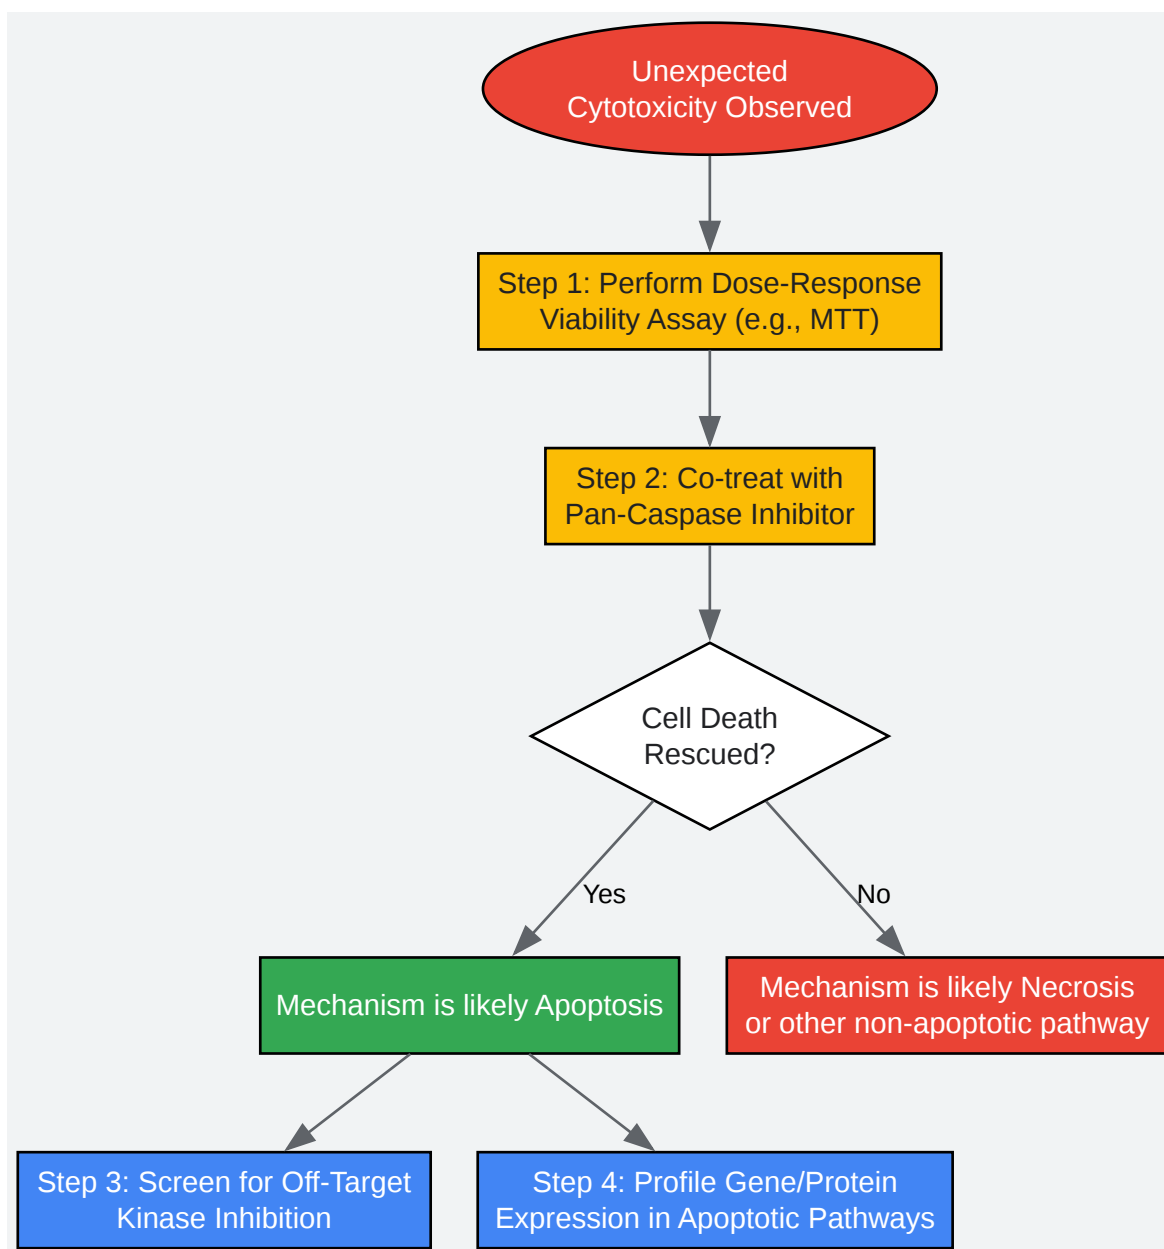 Unexpected
Cytotoxicity Observed
Step 1: Perform Dose-Response
Viability Assay (e.g., MTT)
Step 2: Co-treat with
Pan-Caspase Inhibitor
Cell Death
Rescued?
Yes
No
Mechanism is likely Apoptosis
Mechanism is likely Necrosis
or other non-apoptotic pathway
Step 3: Screen for Off-Target
Kinase Inhibition
Step 4: Profile Gene/Protein
Expression in Apoptotic Pathways